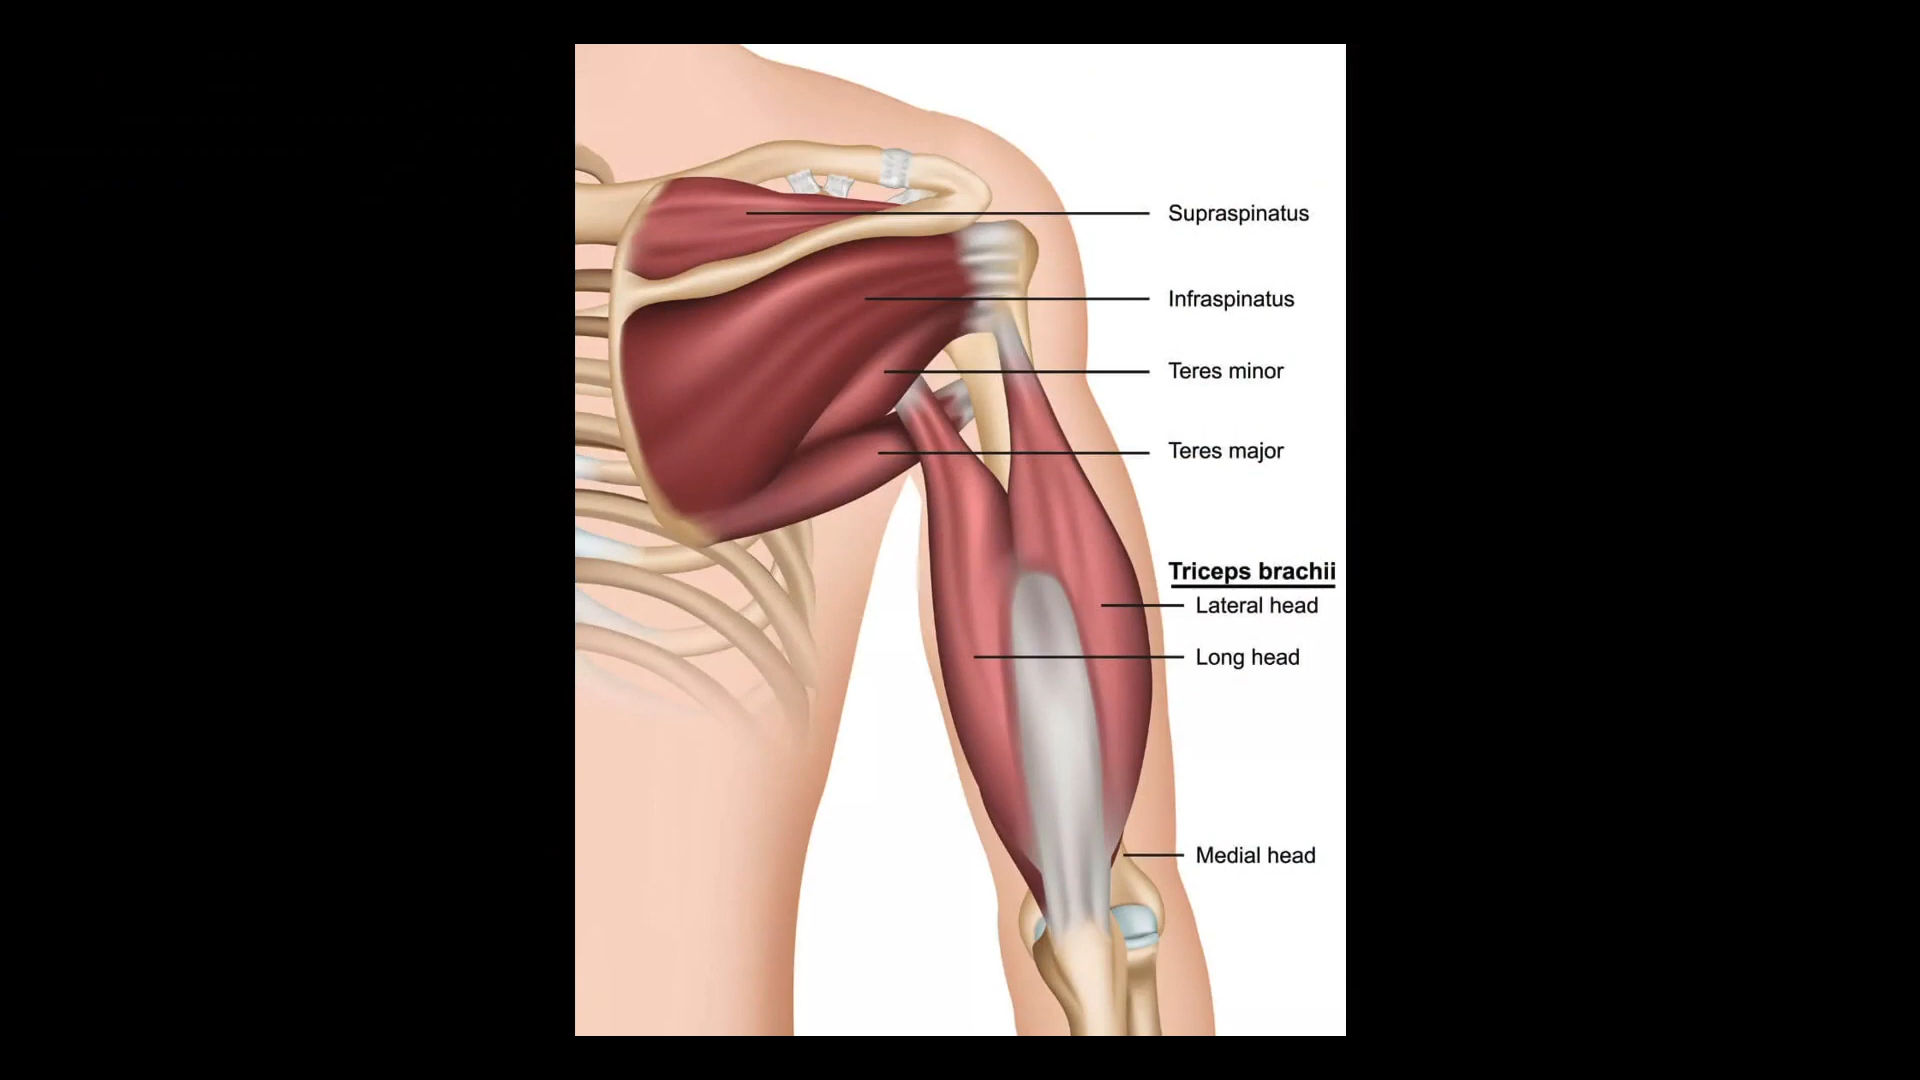 Supraspinatus
Infraspinatus
Teres minor
Teres major
Triceps brachii
Lateral head
Long head
Medial head